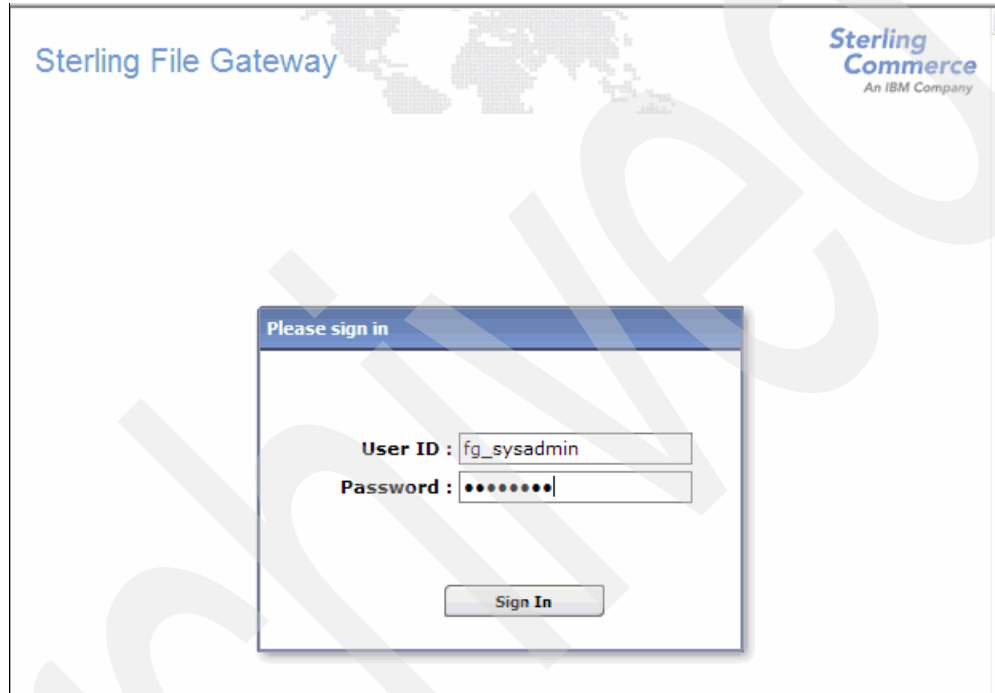 Sterling File Gateway
Sterling
Commerce
An IBM Company
Please sign in
User ID : fg_sysadmin
Password : ••••••••
Sign In